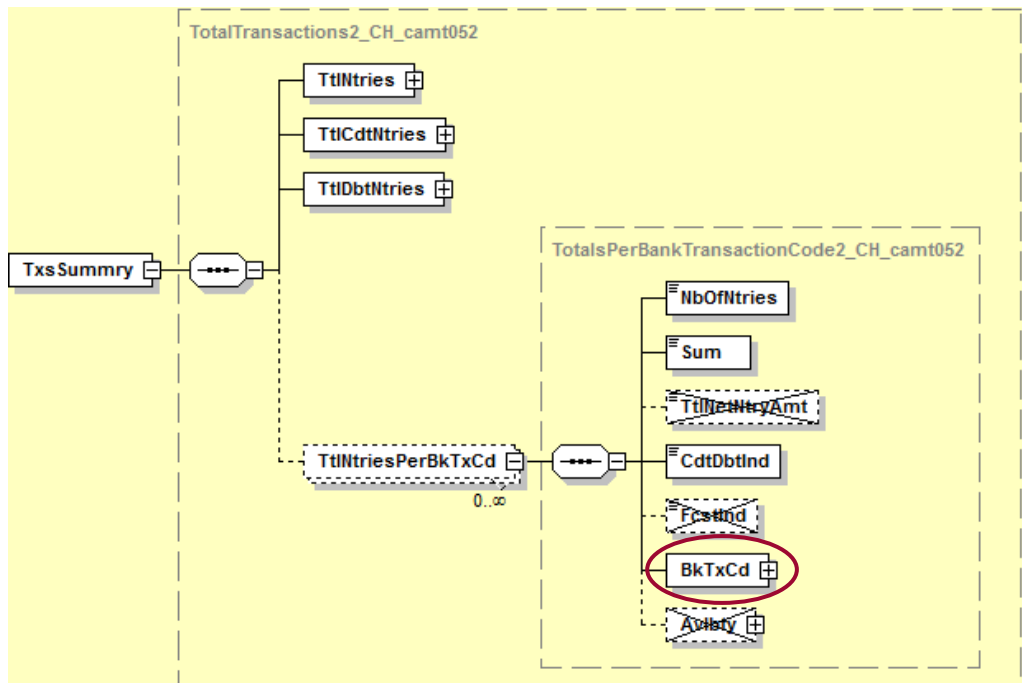 TotalTransactions2_CH_camt052
TtlNtries
TtlCdtNtries
TtlDbtNtries
TxsSummry
TtlNtriesPerBkTxCd
0..∞
TotalsPerBankTransactionCode2_CH_camt052
NbOfNtries
Sum
TtlNetNtryAmt
CdtDbtInd
FcstInd
BkTxCd
Avlbty